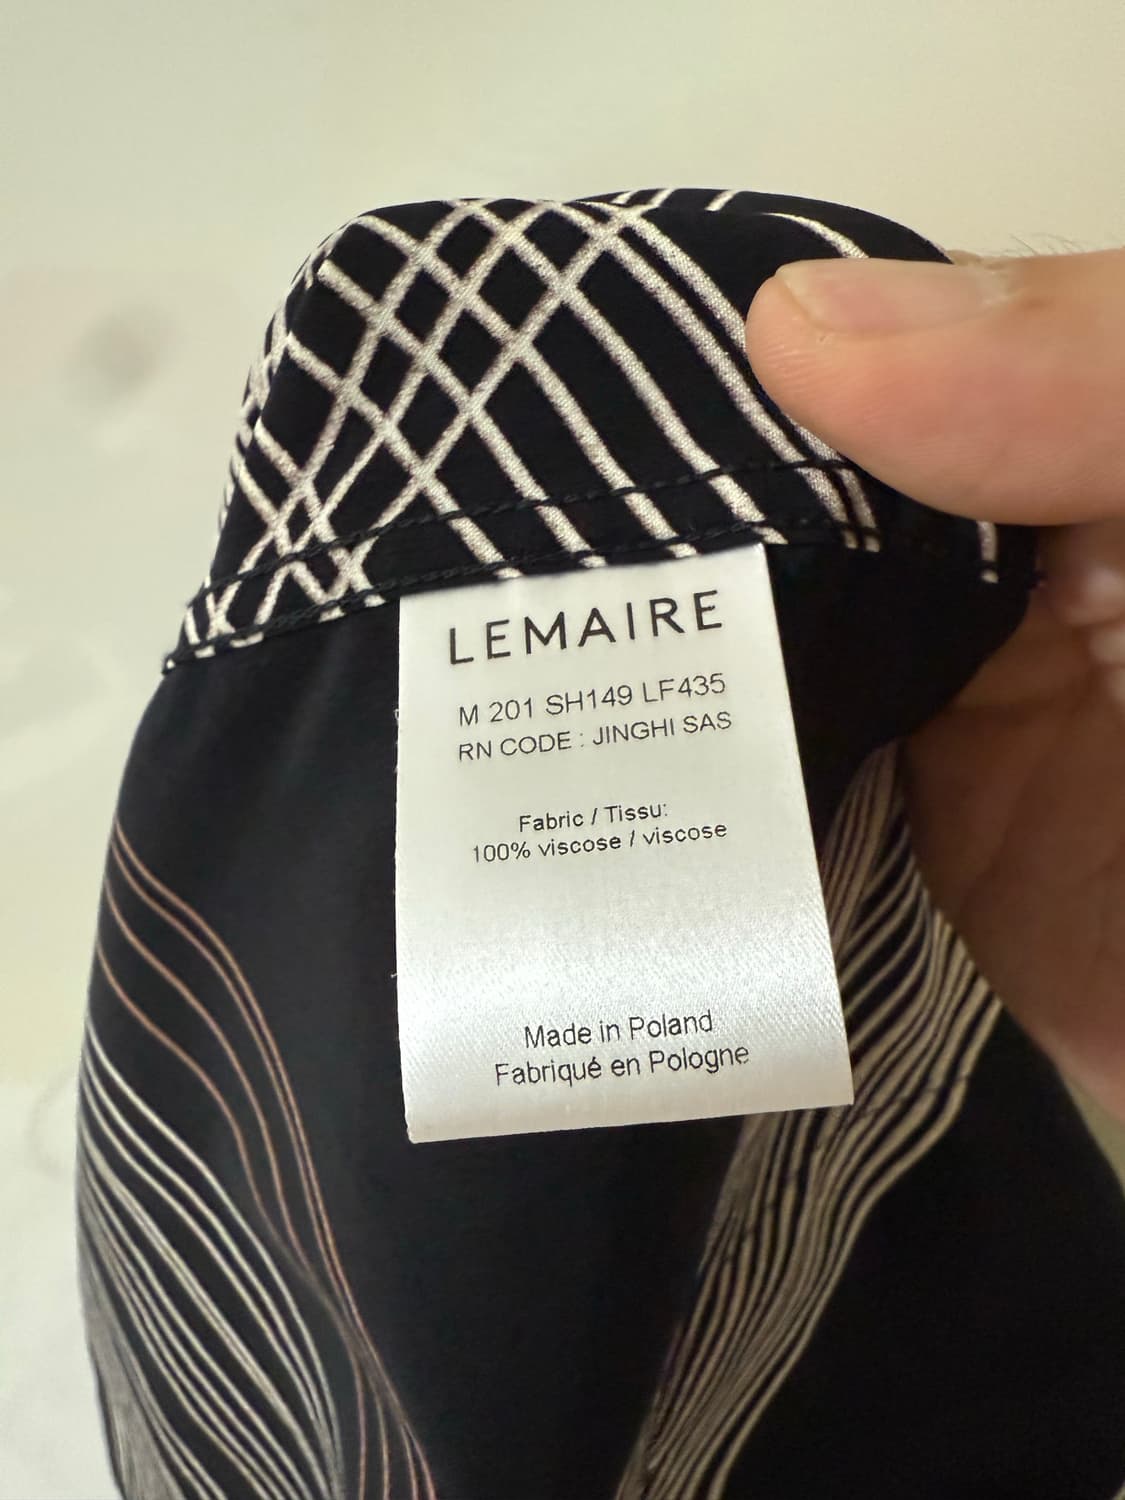 LEMAIRE
M 201 SH149 LF435
RN CODE : JINGHI SAS
Fabric / Tissu:
100% viscose / viscose
Made in Poland
Fabriqué en Pologne